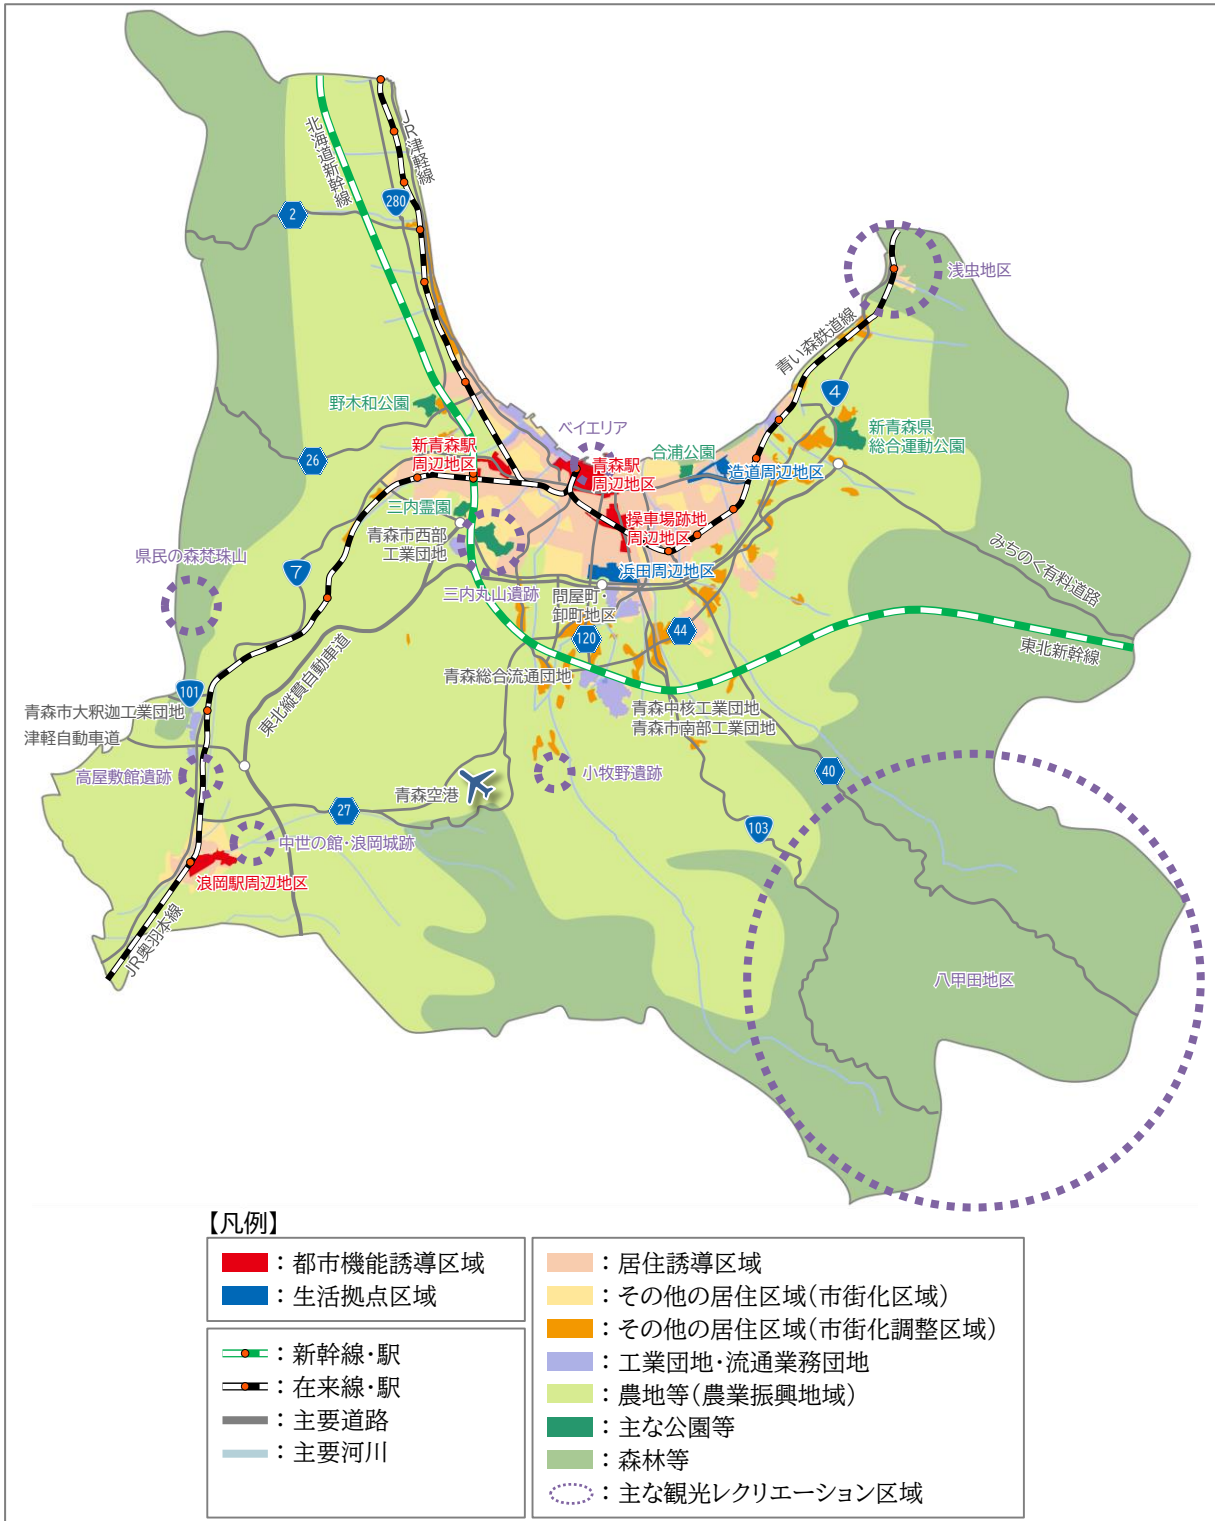 北海道新幹線
JR津軽線
280
2
浅虫地区
青い森鉄道線
4
野木和公園
新青森県
総合運動公園
ベイエリア
合浦公園
新青森駅
周辺地区
青森駅
周辺地区
造道周辺地区
26
三内霊園
操車場跡地
周辺地区
青森市西部
工業団地
県民の森梵珠山
7
浜田周辺地区
みちのく有料道路
三内丸山遺跡
問屋町
卸町地区
120
44
東北新幹線
東北縦貫自動車道
青森総合流通団地
101
青森市大釈迦工業団地
青森中核工業団地
青森市南部工業団地
津軽自動車道
高屋敷館遺跡
小牧野遺跡
40
青森空港
27
103
中世の館・浪岡城跡
浪岡駅周辺地区
JR奥羽本線
八甲田地区
【凡例】
：都市機能誘導区域
：生活拠点区域
：新幹線・駅
：在来線・駅
：主要道路
：主要河川
：居住誘導区域
：その他の居住区域（市街化区域）
：その他の居住区域（市街化調整区域）
：工業団地・流通業務団地
：農地等（農業振興地域）
：主な公園等
：森林等
：主な観光レクリエーション区域